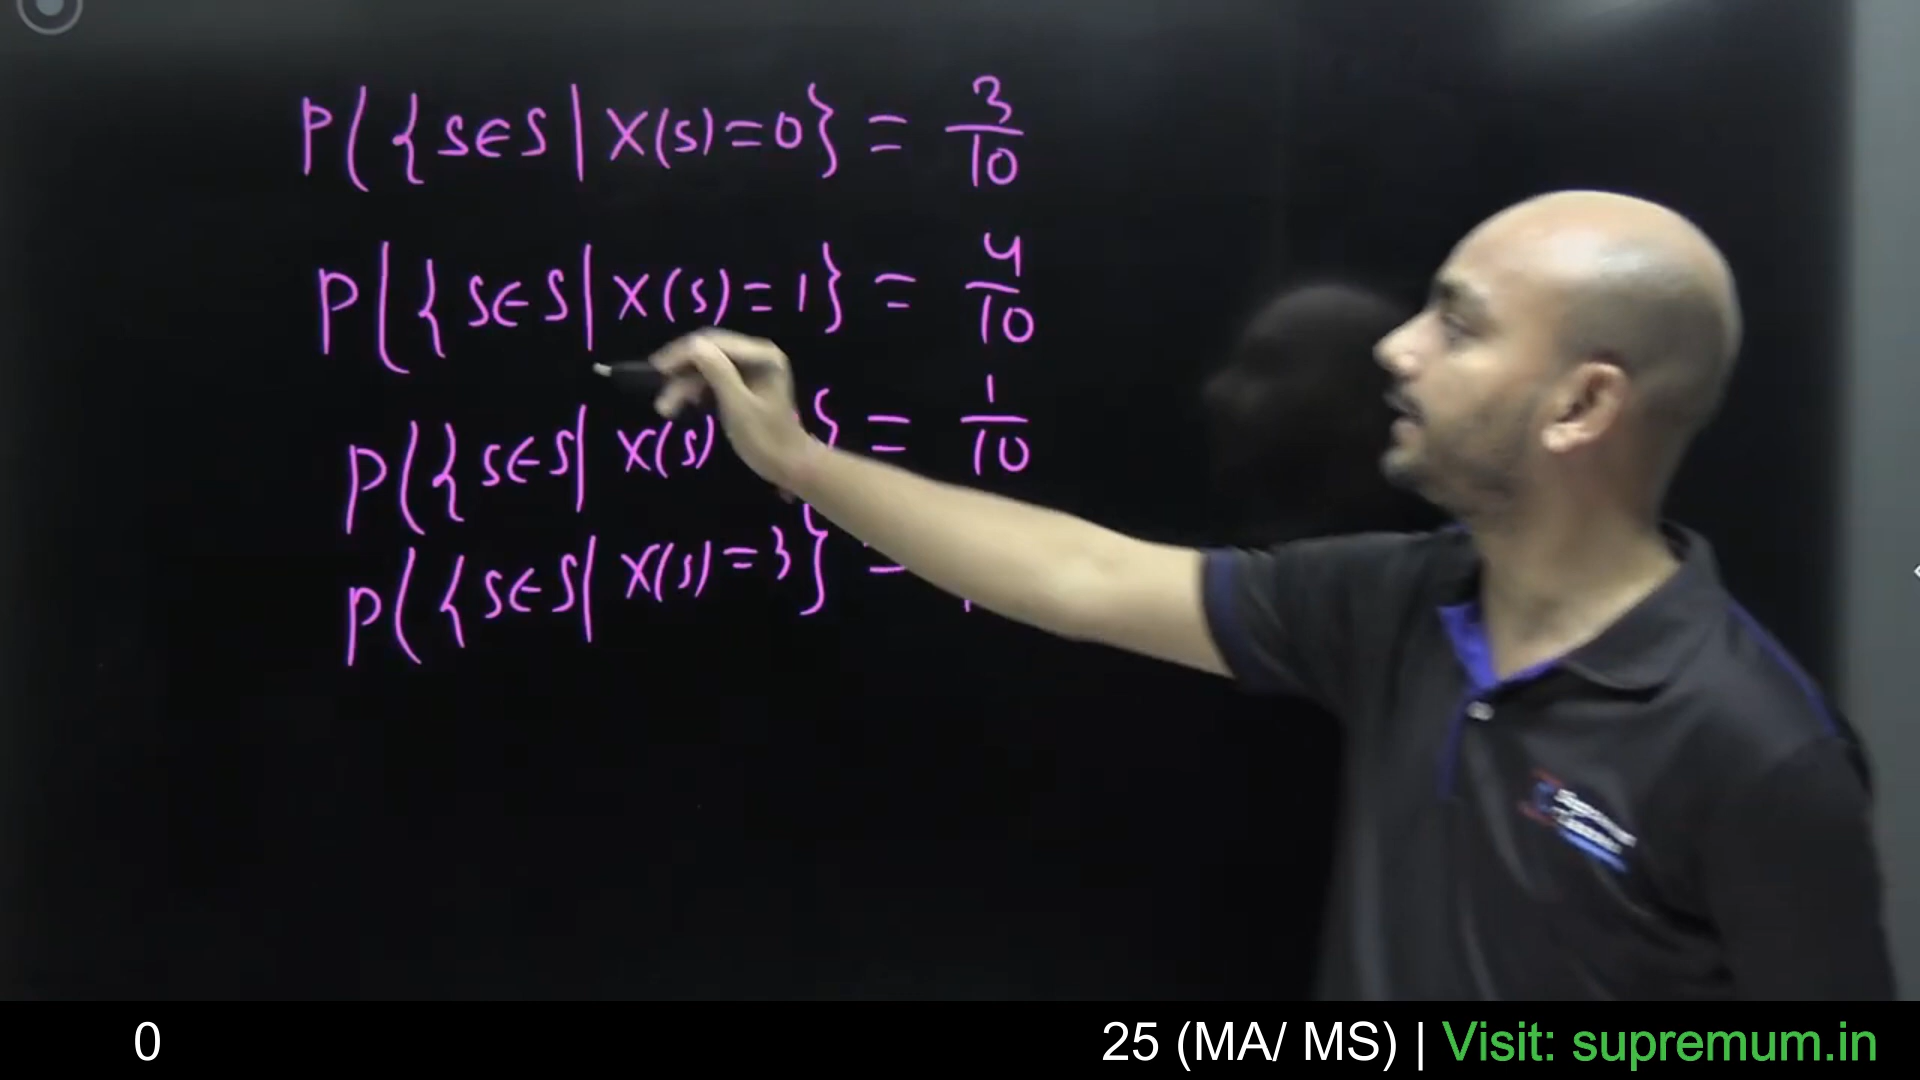 P({s∈S | X(s)=0} = 3/10
P({s∈S | X(s)=1} = 4/10
P({s∈S | X(s) } = 1/10
P({s∈S | X(s)=3} =
0
25 (MA/ MS) | Visit: supremum.in